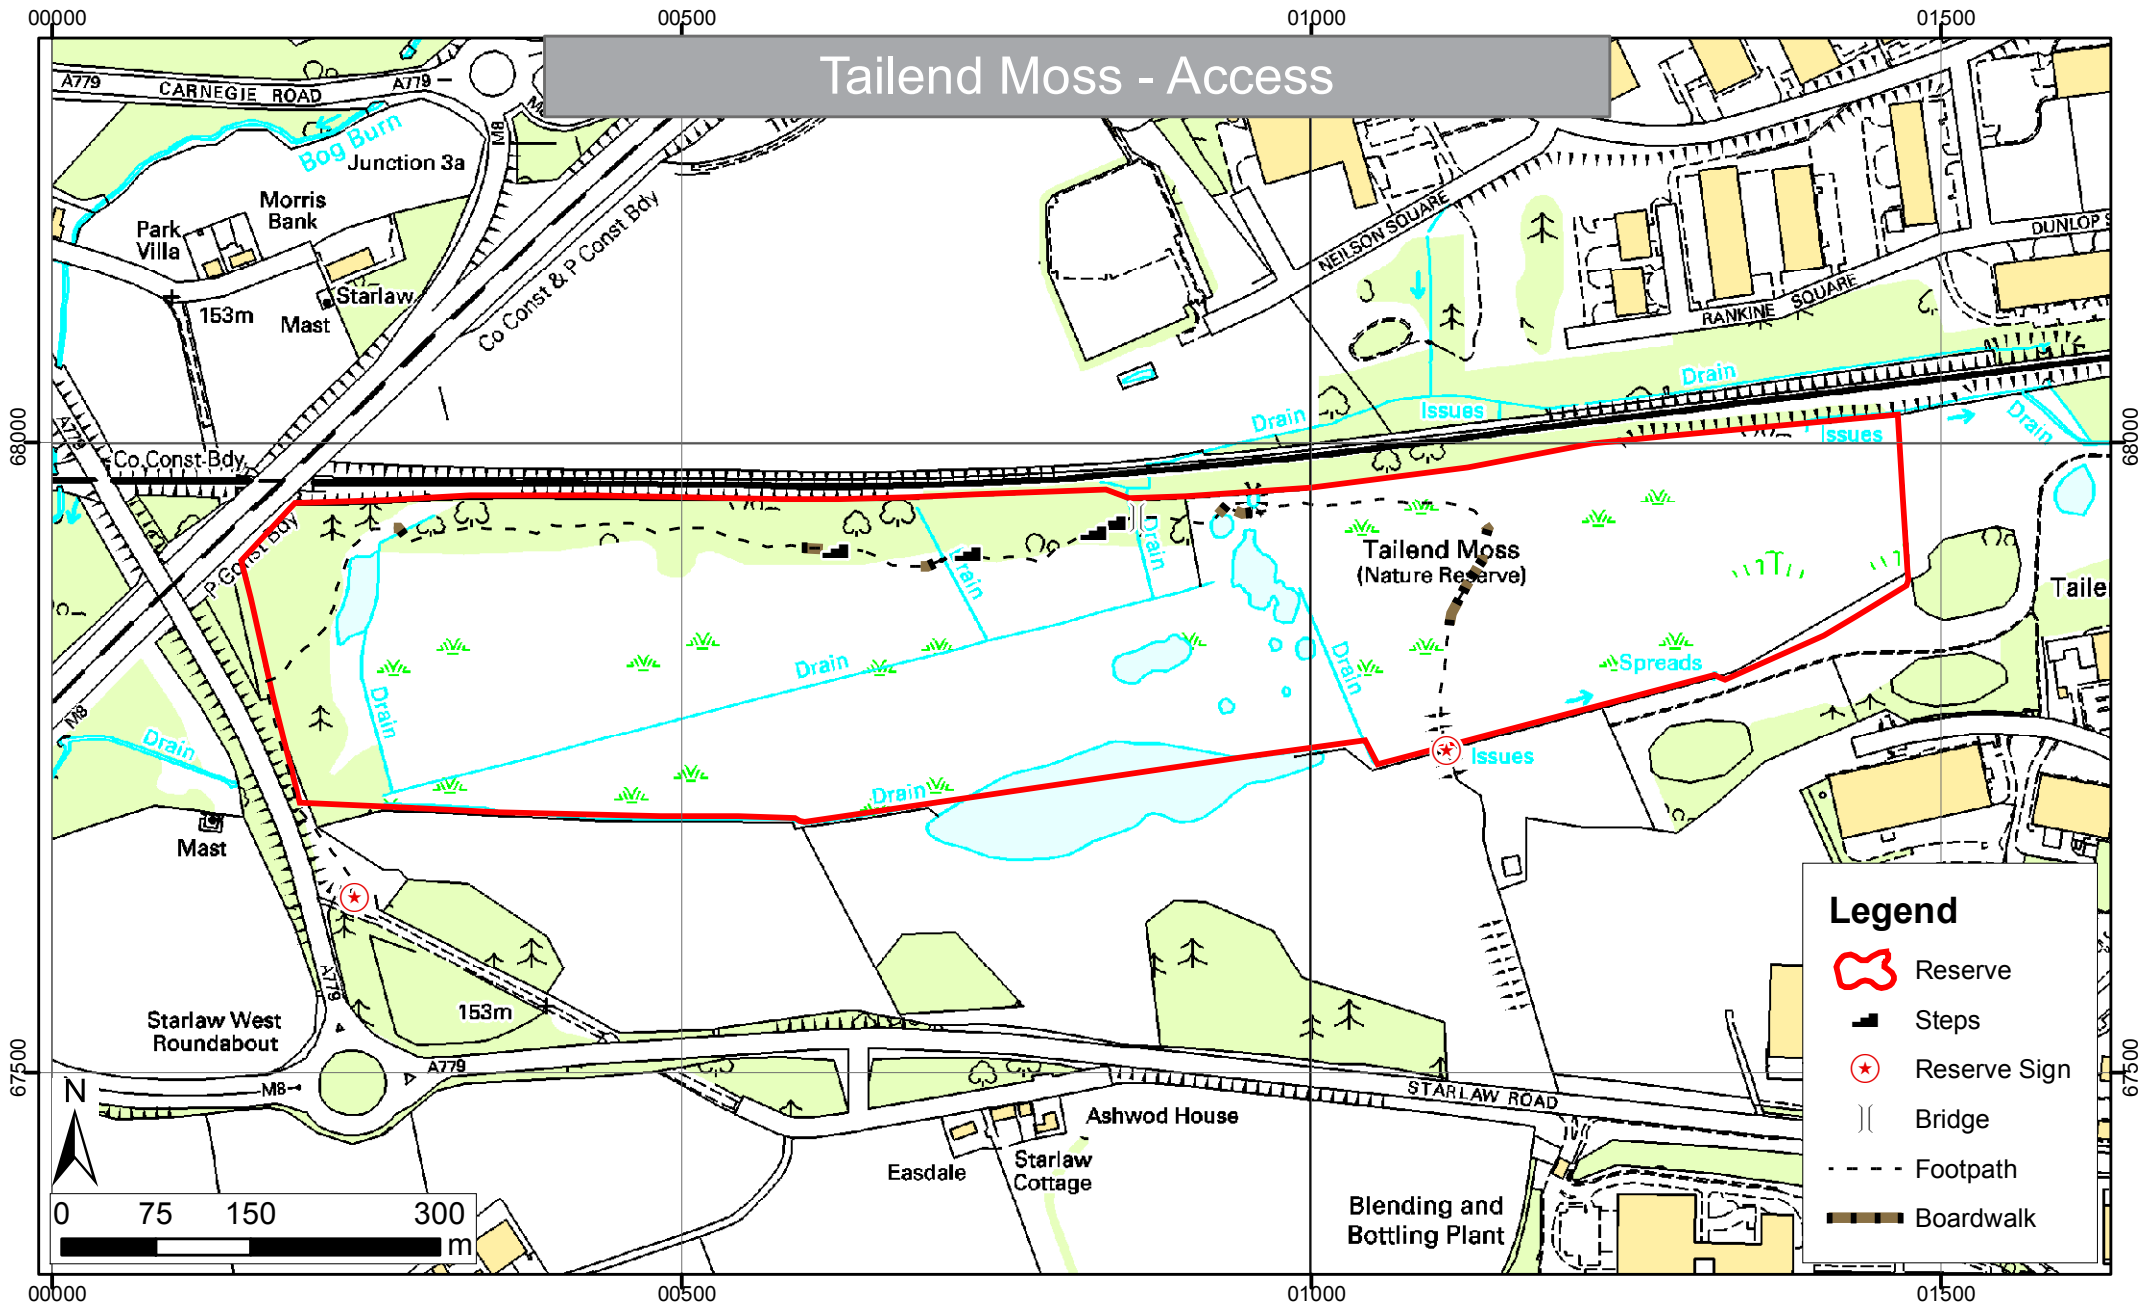 00000 00500 01000 01500
Tailend Moss - Access
A779
CARNEGIE ROAD
A779
M8
Bog Burn
Junction 3a
Morris
Bank
Park
Villa
Starlaw
153m
Mast
Co Const & P Const Bdy
NEILSON SQUARE
DUNLOP S
RANKINE SQUARE
Drain
Drain
Issues
Drain
Issues
68000
68000
A779
Co Const Bdy
P Const Bdy
Drain
Drain
Tailend Moss
(Nature Reserve)
Taile
Drain
Drain
Drain
Spreads
M8
Drain
Issues
Drain
Mast
A779
153m
Starlaw West
Roundabout
M8
A779
STARLAW ROAD
67500
67500
Ashwod House
Easdale
Starlaw
Cottage
Blending and
Bottling Plant
N
0 75 150 300
m
Legend
Reserve
Steps
Reserve Sign
Bridge
Footpath
Boardwalk
00000 00500 01000 01500